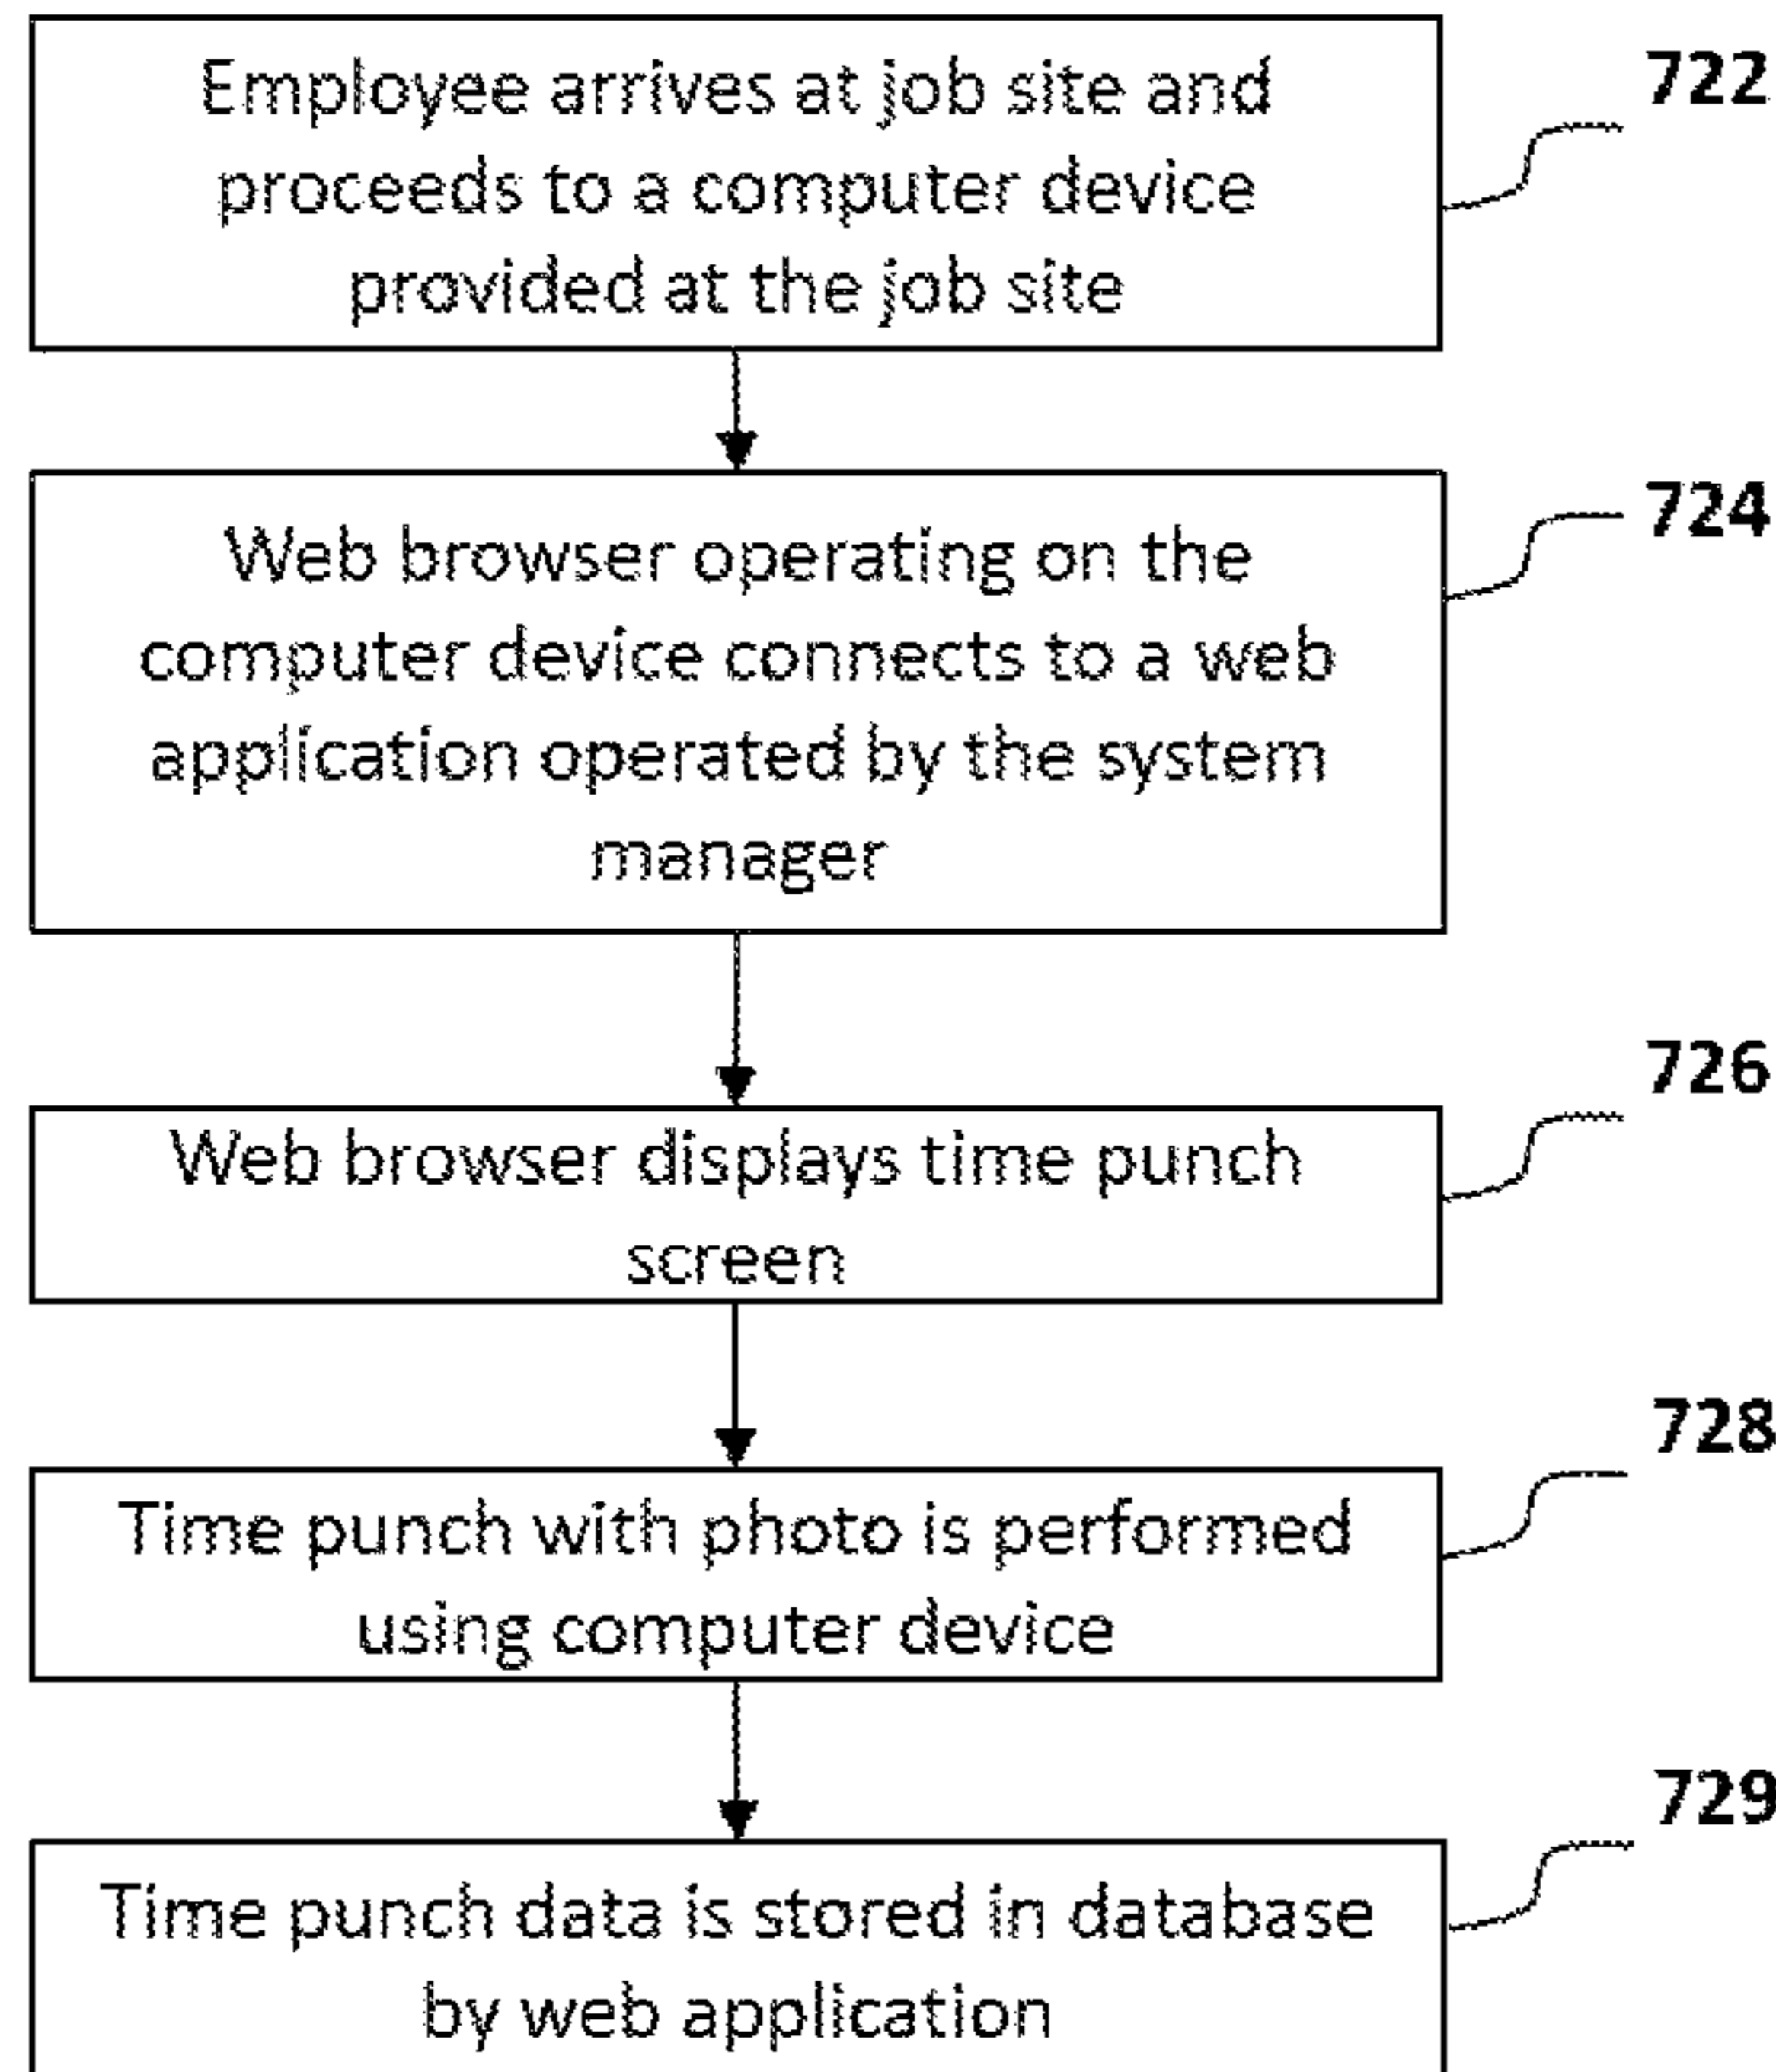 Employee arrives at job site and
722
proceeds to a computer device
provided at the job site
724
Web browser operating on the
computer device connects to a web
application operated by the system
manager
726
Web browser displays time punch
screen
728
Time punch with photo is performed
using computer device
729
Time punch data is stored in database
by web application